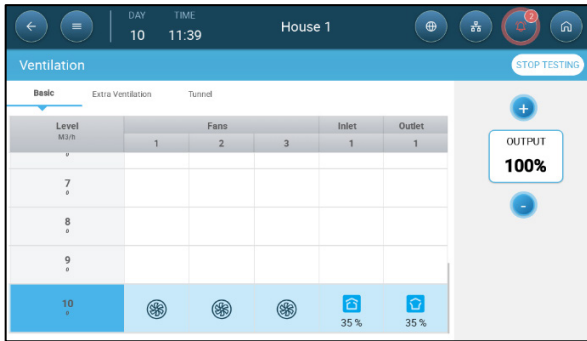 DAY TIME
10 11:39
House 1
2
Ventilation
STOP TESTING
Basic Extra Ventilation Tunnel
Level Fans Inlet Outlet
M3/h 1 2 3 1 1
0
7
0
8
0
9
0
10
0
35 % 35 %
+
OUTPUT
100%
-